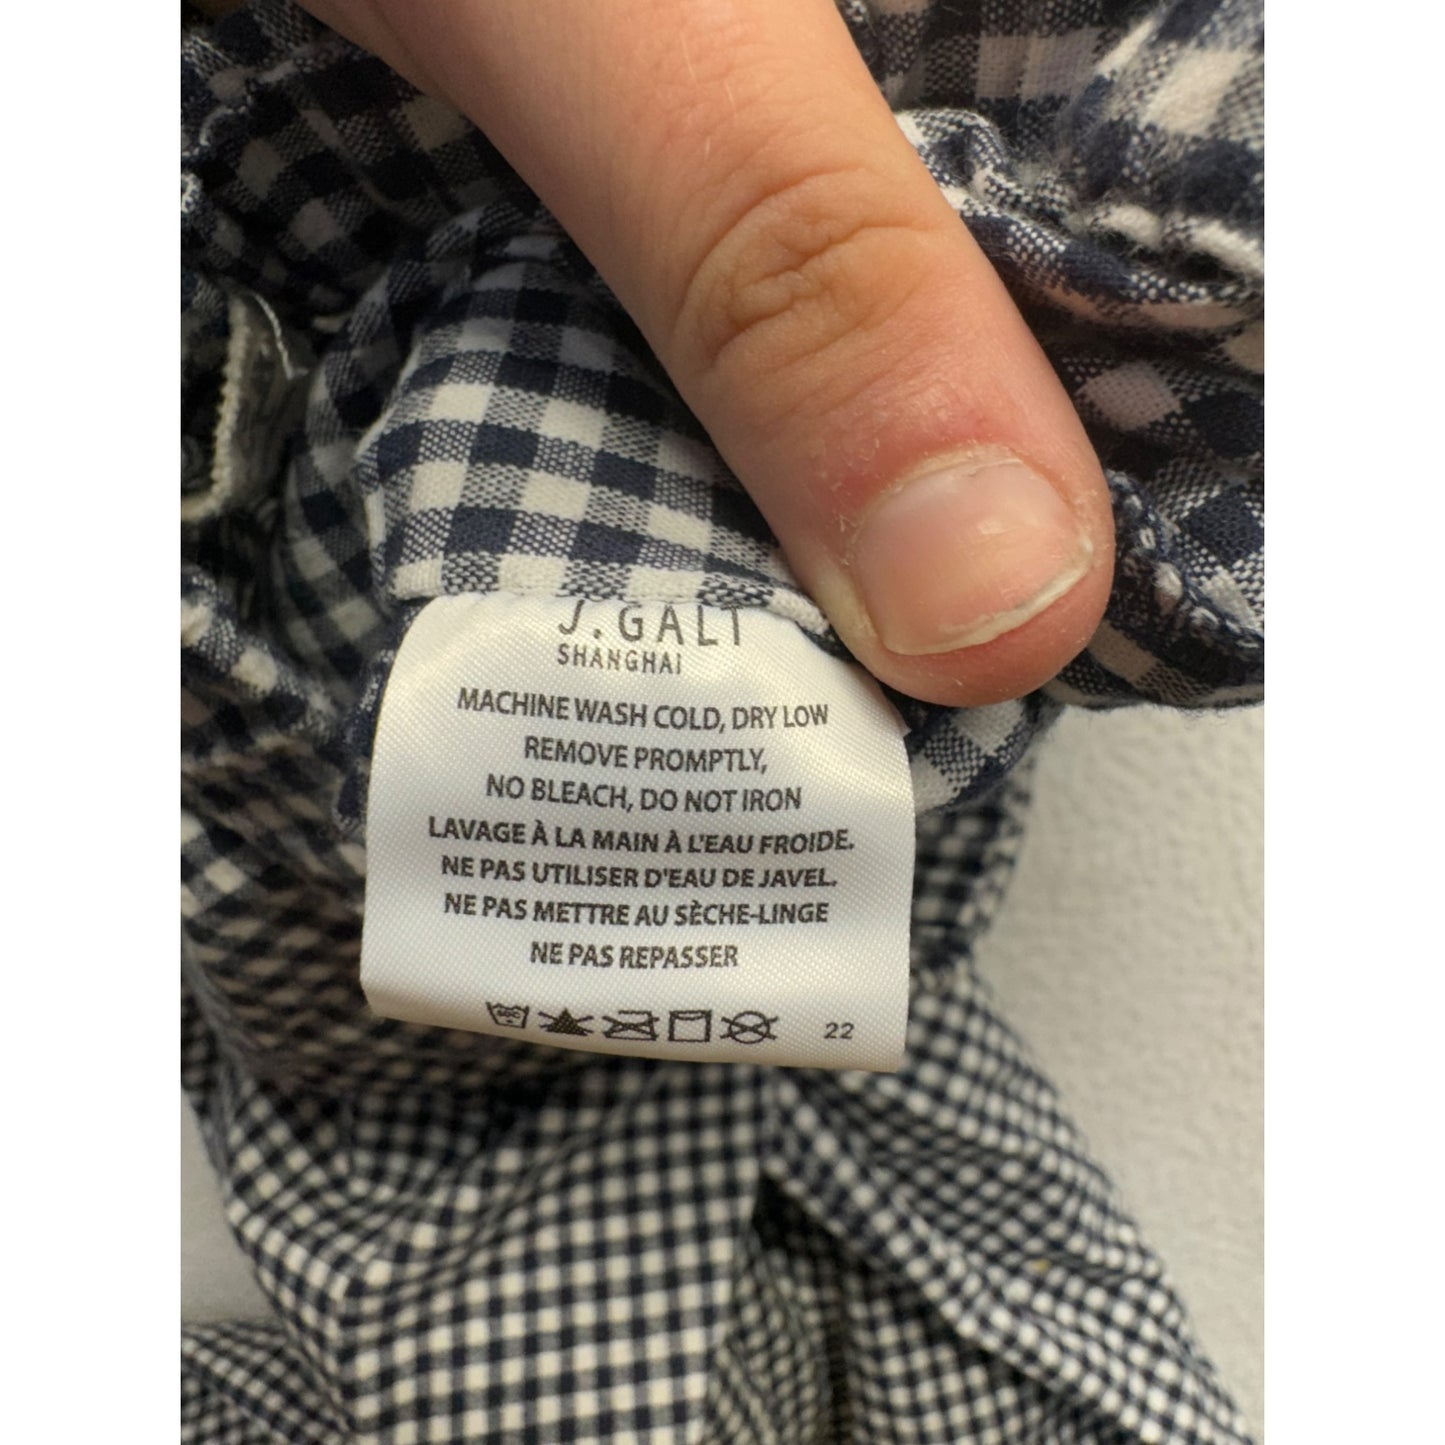 J. GALT
SHANGHAI
MACHINE WASH COLD, DRY LOW
REMOVE PROMPTLY,
NO BLEACH, DO NOT IRON
LAVAGE À LA MAIN À L'EAU FROIDE.
NE PAS UTILISER D'EAU DE JAVEL.
NE PAS METTRE AU SÈCHE-LINGE
NE PAS REPASSER
22